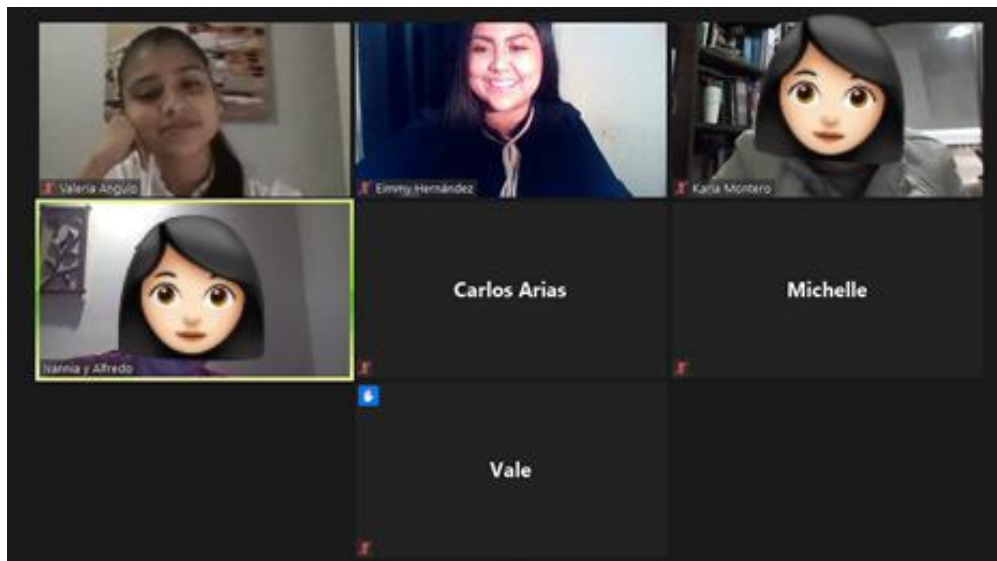 Valeria Angulo
Eimmy Hernández
Karla Montero
Ivannia y Alfredo
Carlos Arias
Michelle
Vale